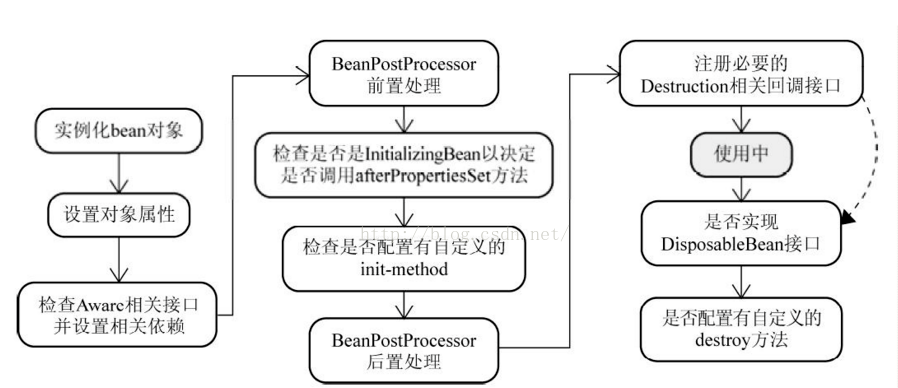 实例化bean对象
设置对象属性
检查Aware相关接口
并设置相关依赖
BeanPostProcessor
前置处理
检查是否是InitializingBean以决定
是否调用afterPropertiesSet方法
http://blog.csdn.net/
检查是否配置有自定义的
init-method
BeanPostProcessor
后置处理
注册必要的
Destruction相关回调接口
使用中
是否实现
DisposableBean接口
是否配置有自定义的
destroy方法